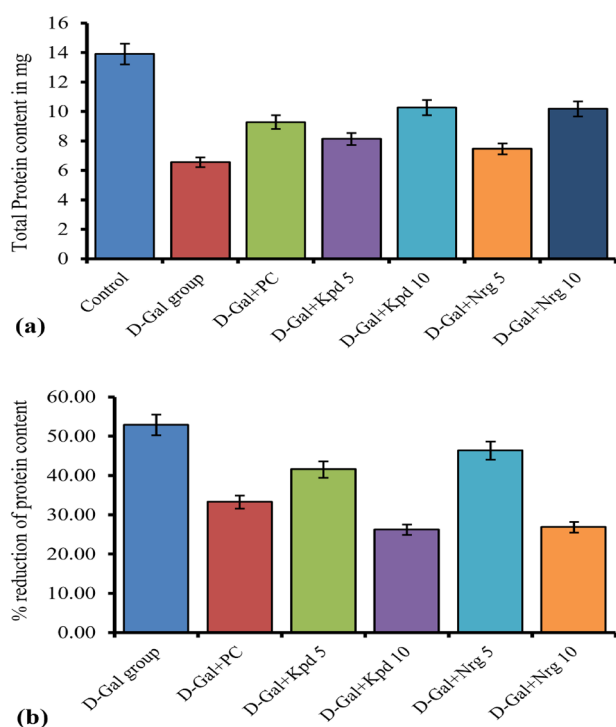 Total Protein content in mg
16
14
12
10
8
6
4
2
0
Control
D-Gal group
D-Gal+PC
D-Gal+Kpd 5
D-Gal+Kpd 10
D-Gal+Nrg 5
D-Gal+Nrg 10
(a)
% reduction of protein content
60.00
50.00
40.00
30.00
20.00
10.00
0.00
D-Gal group
D-Gal+PC
D-Gal+Kpd 5
D-Gal+Kpd 10
D-Gal+Nrg 5
D-Gal+Nrg 10
(b)